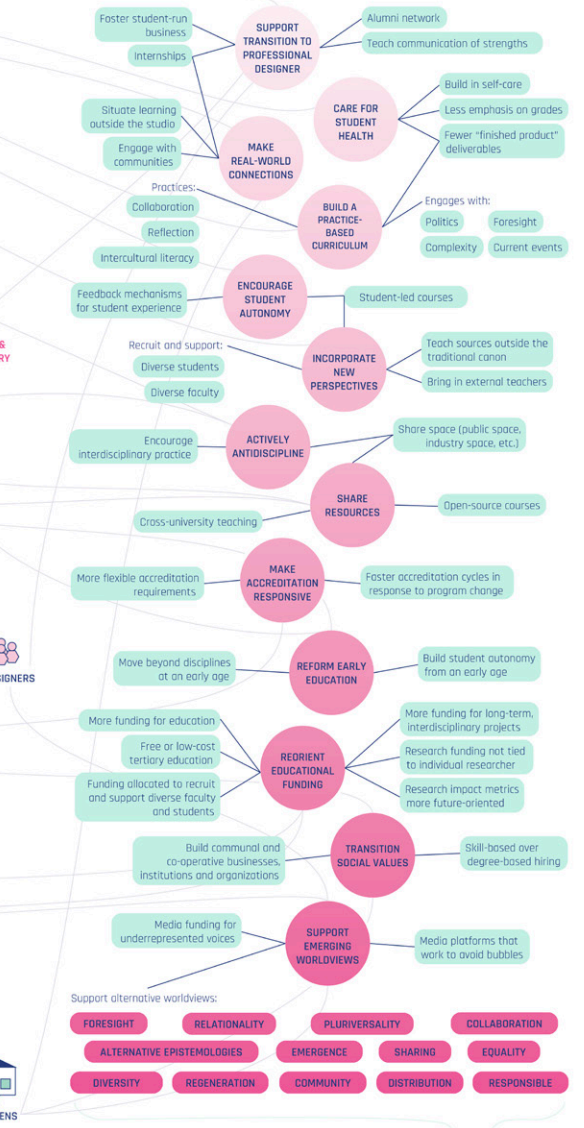 Foster student-run
business
Internships
SUPPORT
TRANSITION TO
PROFESSIONAL
DESIGNER
Alumni network
Teach communication of strengths
Situate learning
outside the studio
Engage with
communities
MAKE
REAL-WORLD
CONNECTIONS
CARE FOR
STUDENT
HEALTH
Build in self-care
Less emphasis on grades
Fewer "finished product"
deliverables
Practices:
Collaboration
Reflection
Intercultural literacy
BUILD A
PRACTICE-
BASED
CURRICULUM
Engages with:
Politics
Foresight
Complexity
Current events
Feedback mechanisms
for student experience
ENCOURAGE
STUDENT
AUTONOMY
Student-led courses
Recruit and support:
Diverse students
Diverse faculty
INCORPORATE
NEW
PERSPECTIVES
Teach sources outside the
traditional canon
Bring in external teachers
&
RY
Encourage
interdisciplinary practice
ACTIVELY
ANTIDISCIPLINE
Share space (public space,
industry space, etc.)
Cross-university teaching
SHARE
RESOURCES
Open-source courses
More flexible accreditation
requirements
MAKE
ACCREDITATION
RESPONSIVE
Faster accreditation cycles in
response to program change
SIGNERS
Move beyond disciplines
at an early age
REFORM EARLY
EDUCATION
Build student autonomy
from an early age
More funding for education
Free or low-cost
tertiary education
Funding allocated to recruit
and support diverse faculty
and students
REORIENT
EDUCATIONAL
FUNDING
More funding for long-term,
interdisciplinary projects
Research funding not tied
to individual researcher
Research impact metrics
more future-oriented
Build communal and
co-operative businesses,
institutions and organizations
TRANSITION
SOCIAL VALUES
Skill-based over
degree-based hiring
Media funding for
underrepresented voices
SUPPORT
EMERGING
WORLDVIEWS
Media platforms that
work to avoid bubbles
Support alternative worldviews:
FORESIGHT
RELATIONALITY
PLURIVERSALITY
COLLABORATION
ALTERNATIVE EPISTEMOLOGIES
EMERGENCE
SHARING
EQUALITY
DIVERSITY
REGENERATION
COMMUNITY
DISTRIBUTION
RESPONSIBLE
ENS